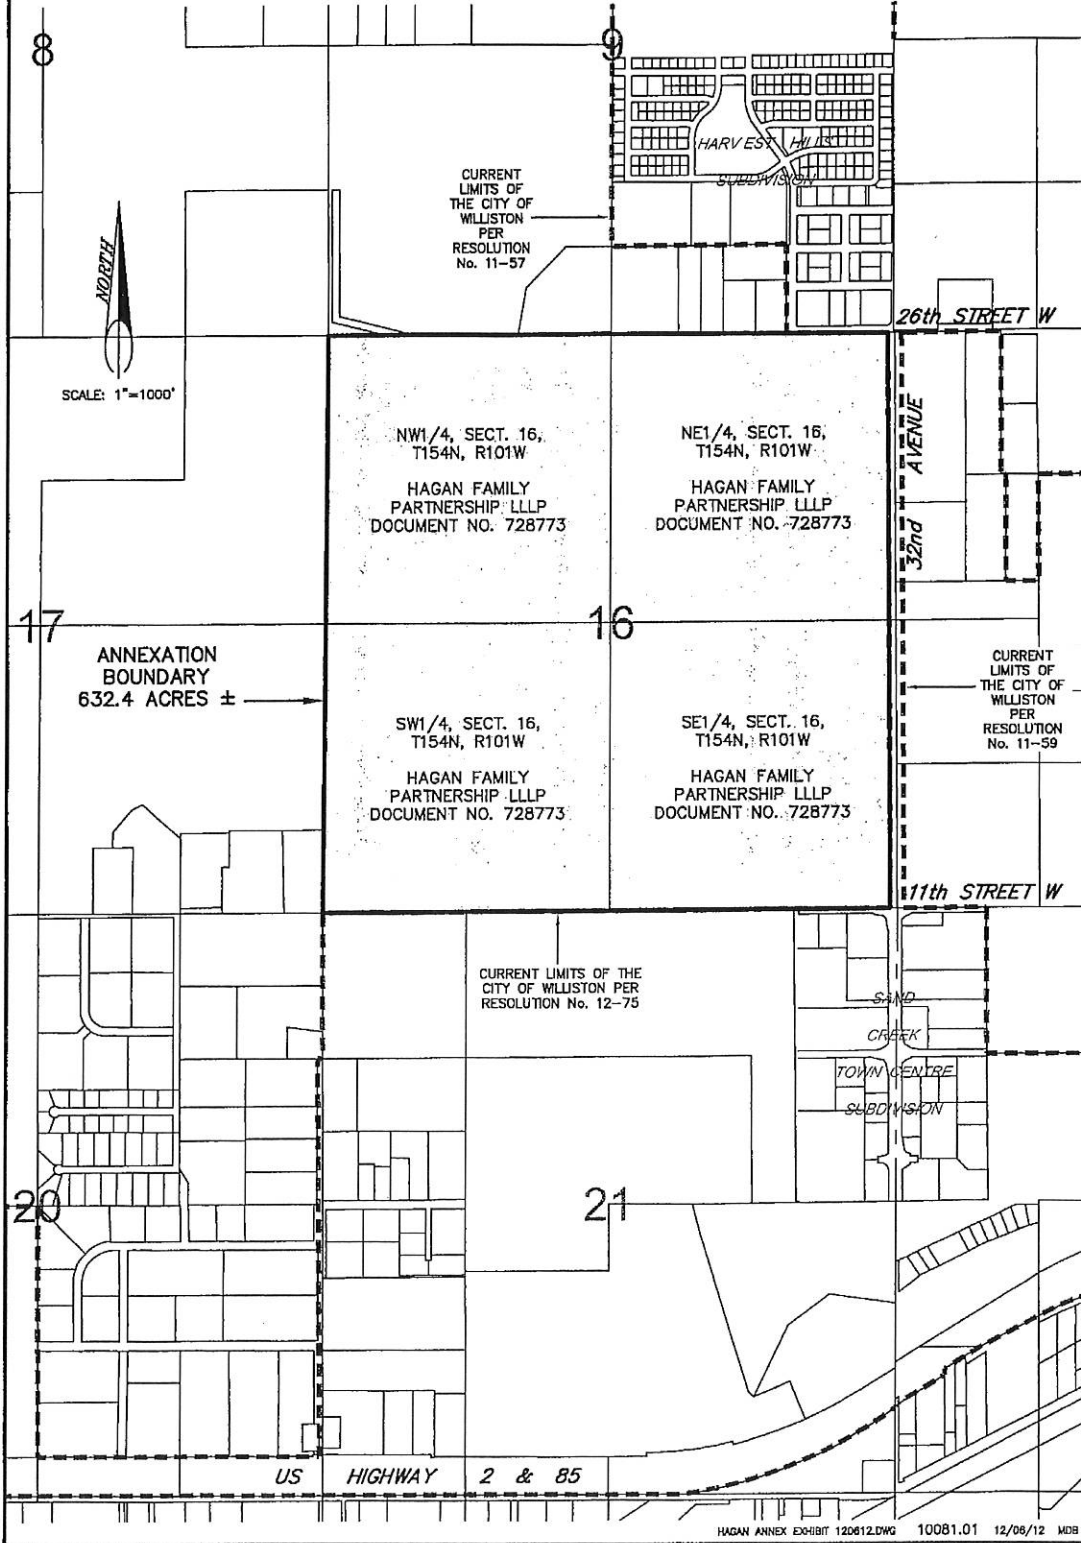 8
9
HARVEST HILLS
SUBDIVISION
CURRENT
LIMITS OF
THE CITY OF
WILLISTON
PER
RESOLUTION
No. 11-57
NORTH
SCALE: 1"=1000'
26th STREET W
32nd AVENUE
NW1/4, SECT. 16,
T154N, R101W
HAGAN FAMILY
PARTNERSHIP LLLP
DOCUMENT NO. 728773
NE1/4, SECT. 16,
T154N, R101W
HAGAN FAMILY
PARTNERSHIP LLLP
DOCUMENT NO. 728773
17
16
ANNEXATION
BOUNDARY
632.4 ACRES ±
CURRENT
LIMITS OF
THE CITY OF
WILLISTON
PER
RESOLUTION
No. 11-59
SW1/4, SECT. 16,
T154N, R101W
HAGAN FAMILY
PARTNERSHIP LLLP
DOCUMENT NO. 728773
SE1/4, SECT. 16,
T154N, R101W
HAGAN FAMILY
PARTNERSHIP LLLP
DOCUMENT NO. 728773
11th STREET W
CURRENT LIMITS OF THE
CITY OF WILLISTON PER
RESOLUTION No. 12-75
SAND
CREEK
TOWN CENTRE
SUBDIVISION
20
21
US HIGHWAY 2 & 85
HAGAN ANNEX EXHIBIT 120612.DWG 10081.01 12/06/12 MDB